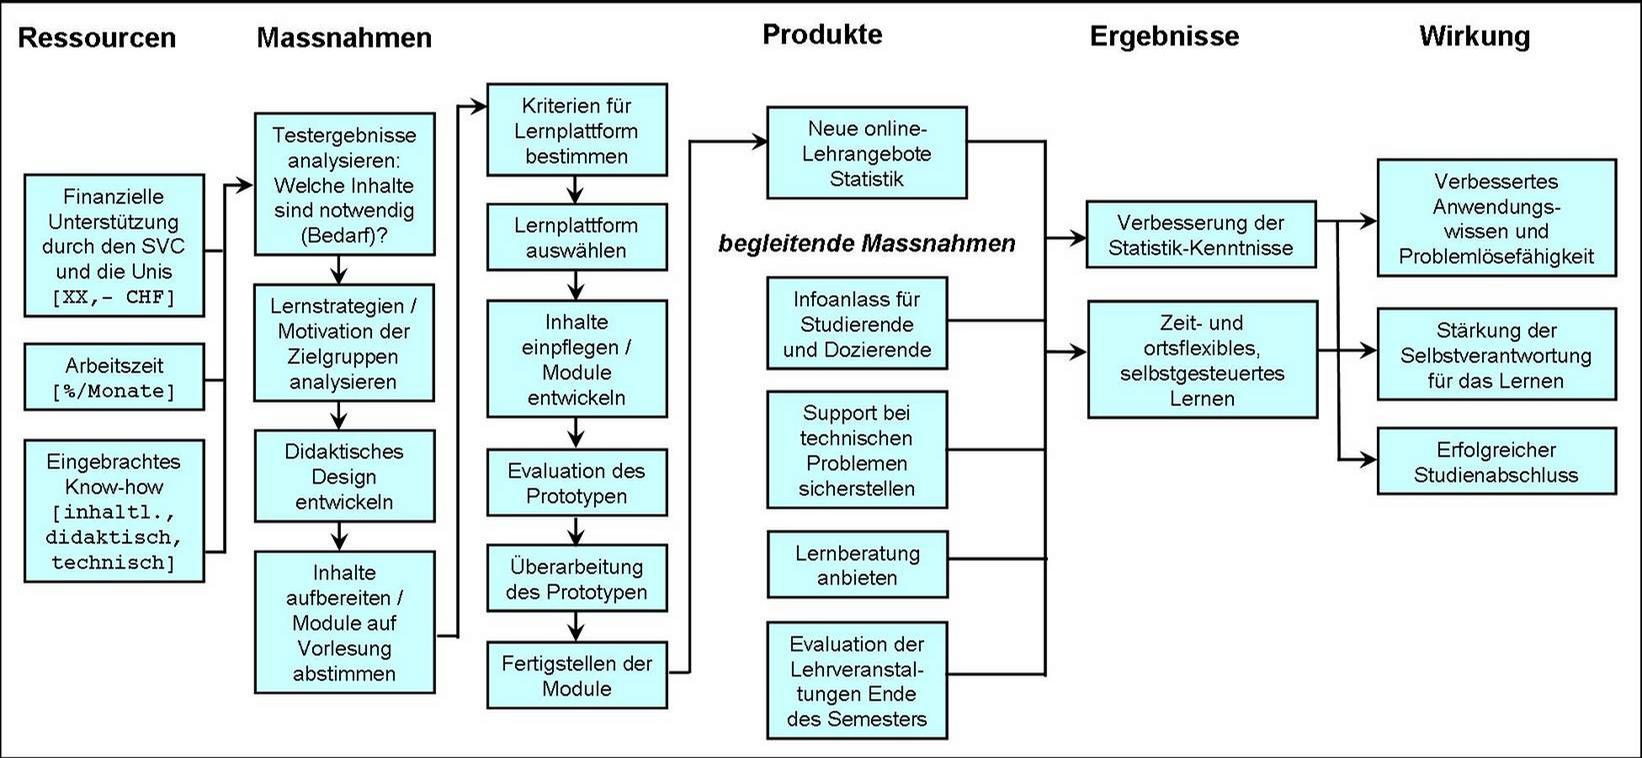 Ressourcen
Finanzielle
Unterstützung
durch den SVC
und die Unis
[XX,- CHF]
Arbeitszeit
[%/Monate]
Eingebrachtes
Know-how
[inhaltl.,
didaktisch,
technisch]
Massnahmen
Testergebnisse
analysieren:
Welche Inhalte
sind notwendig
(Bedarf)?
Lernstrategien /
Motivation der
Zielgruppen
analysieren
Didaktisches
Design
entwickeln
Inhalte
aufbereiten /
Module auf
Vorlesung
abstimmen
Kriterien für
Lernplattform
bestimmen
Lernplattform
auswählen
Inhalte
einpflegen /
Module
entwickeln
Evaluation des
Prototypen
Überarbeitung
des Prototypen
Fertigstellen der
Module
Produkte
Neue online-
Lehrangebote
Statistik
begleitende Massnahmen
Infoanlass für
Studierende
und Dozierende
Support bei
technischen
Problemen
sicherstellen
Lernberatung
anbieten
Evaluation der
Lehrveranstal-
tungen Ende
des Semesters
Ergebnisse
Verbesserung der
Statistik-Kenntnisse
Zeit- und
ortsflexibles,
selbstgesteuertes
Lernen
Wirkung
Verbessertes
Anwendungs-
wissen und
Problemlösefähigkeit
Stärkung der
Selbstverantwortung
für das Lernen
Erfolgreicher
Studienabschluss